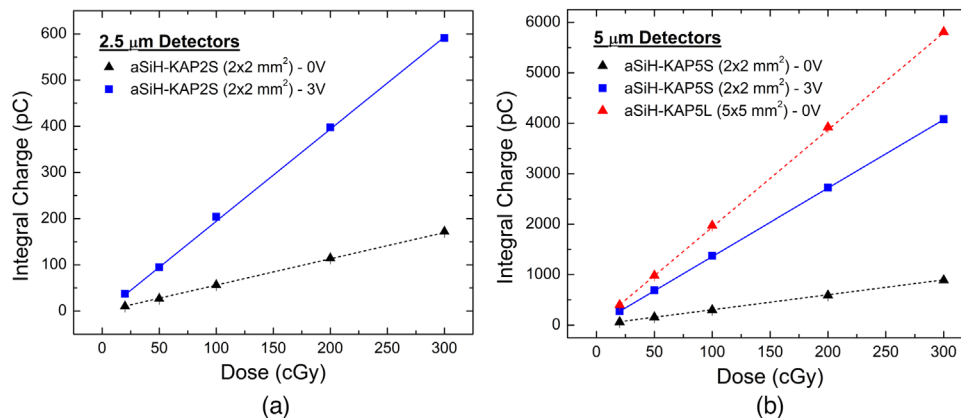 2.5 μm Detectors
aSiH-KAP2S (2x2 mm²) - 0V
aSiH-KAP2S (2x2 mm²) - 3V
Integral Charge (pC)
600
500
400
300
200
100
0
0 50 100 150 200 250 300
Dose (cGy)
(a)
5 μm Detectors
aSiH-KAP5S (2x2 mm²) - 0V
aSiH-KAP5S (2x2 mm²) - 3V
aSiH-KAP5L (5x5 mm²) - 0V
Integral Charge (pC)
6000
5000
4000
3000
2000
1000
0
0 50 100 150 200 250 300
Dose (cGy)
(b)